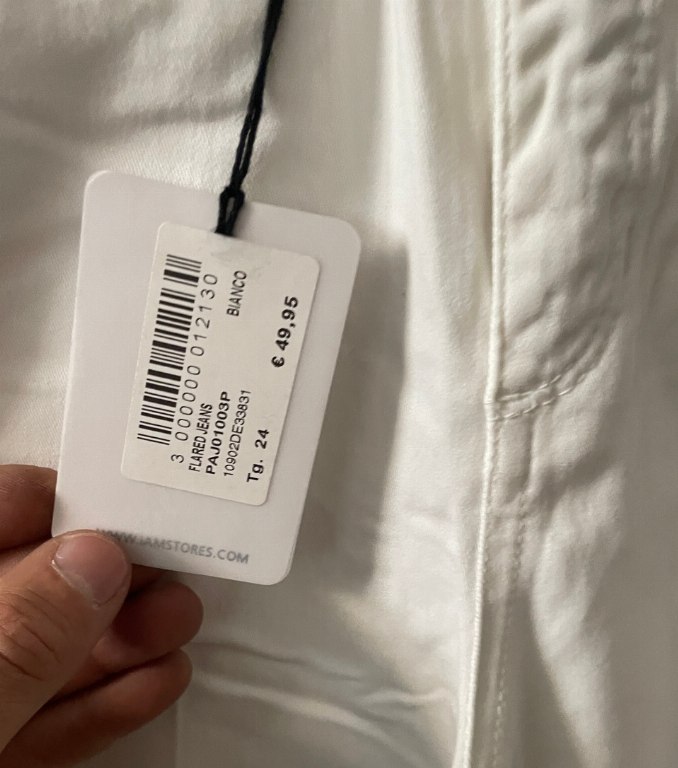 3 000000 012130
FLARED JEANS
PAJ01003P
BIANCO
10902DE33831
Tg. 24
€ 49,95
WWW.IAMSTORES.COM